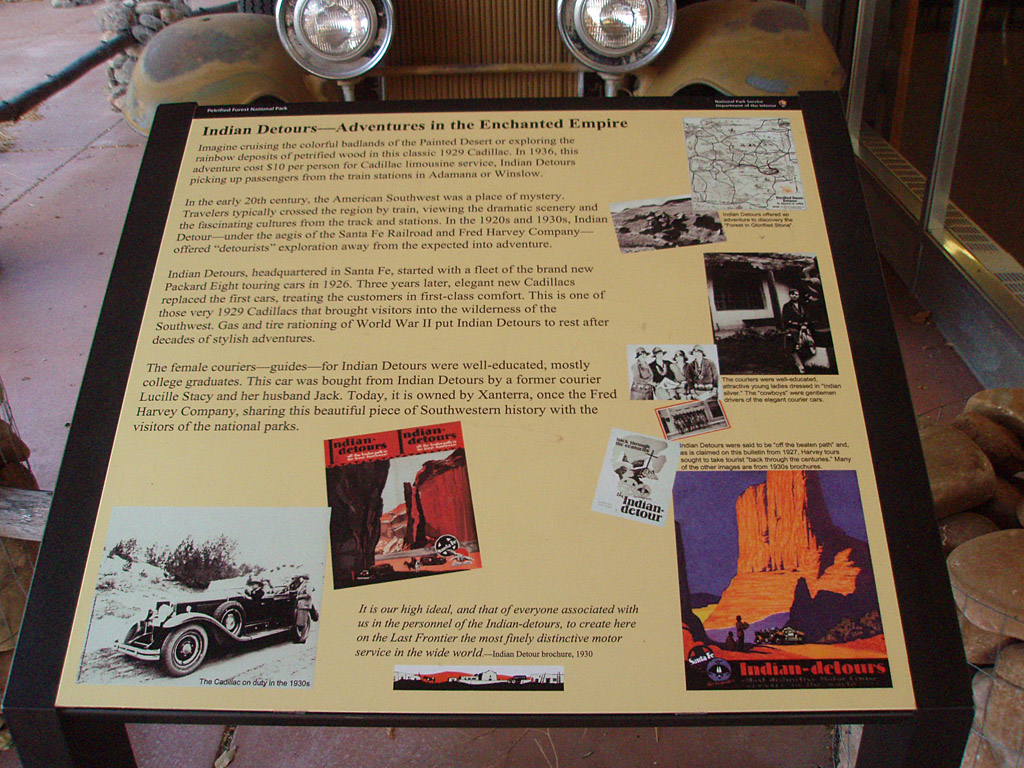 Petrified Forest National Park
National Park Service
Department of the Interior
Indian Detours—Adventures in the Enchanted Empire
Imagine cruising the colorful badlands of the Painted Desert or exploring the
rainbow deposits of petrified wood in this classic 1929 Cadillac. In 1936, this
adventure cost $10 per person for Cadillac limousine service, Indian Detours
picking up passengers from the train stations in Adamana or Winslow.
In the early 20th century, the American Southwest was a place of mystery.
Travelers typically crossed the region by train, viewing the dramatic scenery and
the fascinating cultures from the track and stations. In the 1920s and 1930s, Indian
Detour—under the aegis of the Santa Fe Railroad and Fred Harvey Company—
offered "detourists" exploration away from the expected into adventure.
Indian Detours, headquartered in Santa Fe, started with a fleet of the brand new
Packard Eight touring cars in 1926. Three years later, elegant new Cadillacs
replaced the first cars, treating the customers in first-class comfort. This is one of
those very 1929 Cadillacs that brought visitors into the wilderness of the
Southwest. Gas and tire rationing of World War II put Indian Detours to rest after
decades of stylish adventures.
The female couriers—guides—for Indian Detours were well-educated, mostly
college graduates. This car was bought from Indian Detours by a former courier
Lucille Stacy and her husband Jack. Today, it is owned by Xanterra, once the Fred
Harvey Company, sharing this beautiful piece of Southwestern history with the
visitors of the national parks.
Indian Detours offered an
adventure to discovery the
"Forest in Glorified Stone".
The couriers were well-educated,
attractive young ladies dressed in "Indian
silver." The "cowboys" were gentlemen
drivers of the elegant courier cars.
Indian Detours were said to be "off the beaten path" and,
as is claimed on this bulletin from 1927, Harvey tours
sought to take tourist "back through the centuries." Many
of the other images are from 1930s brochures.
Indian-
detours
Indian-
detours
back through
the centuries
the
Indian-
detour
Santa Fe
Indian-detours
Most distinctive Motor Cruise
service in the world
The Cadillac on duty in the 1930s
It is our high ideal, and that of everyone associated with
us in the personnel of the Indian-detours, to create here
on the Last Frontier the most finely distinctive motor
service in the wide world.—Indian Detour brochure, 1930